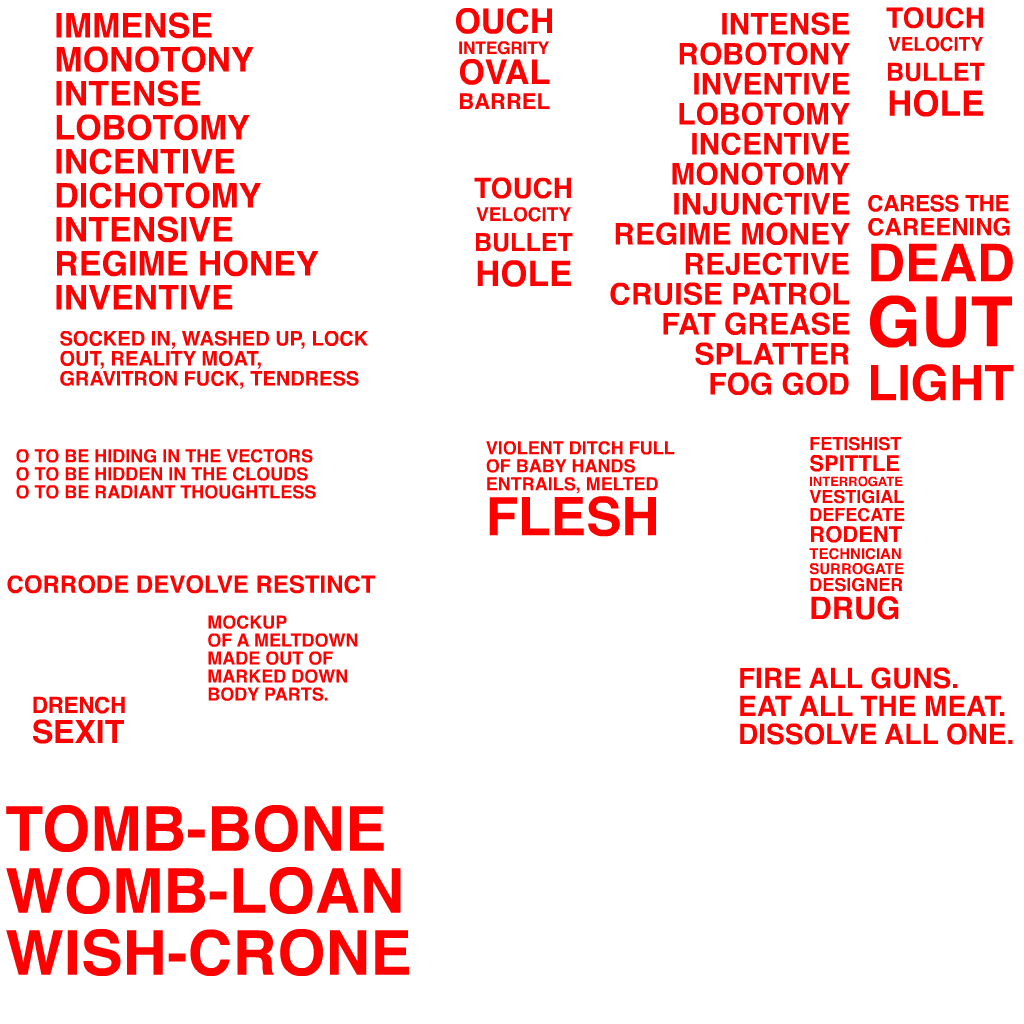 IMMENSE
MONOTONY
INTENSE
LOBOTOMY
INCENTIVE
DICHOTOMY
INTENSIVE
REGIME HONEY
INVENTIVE
SOCKED IN, WASHED UP, LOCK
OUT, REALITY MOAT,
GRAVITRON FUCK, TENDRESS
OUCH
INTEGRITY
OVAL
BARREL
TOUCH
VELOCITY
BULLET
HOLE
INTENSE
ROBOTONY
INVENTIVE
LOBOTOMY
INCENTIVE
MONOTOMY
INJUNCTIVE
REGIME MONEY
REJECTIVE
CRUISE PATROL
FAT GREASE
SPLATTER
FOG GOD
TOUCH
VELOCITY
BULLET
HOLE
CARESS THE
CAREENING
DEAD
GUT
LIGHT
O TO BE HIDING IN THE VECTORS
O TO BE HIDDEN IN THE CLOUDS
O TO BE RADIANT THOUGHTLESS
VIOLENT DITCH FULL
OF BABY HANDS
ENTRAILS, MELTED
FLESH
FETISHIST
SPITTLE
INTERROGATE
VESTIGIAL
DEFECATE
RODENT
TECHNICIAN
SURROGATE
DESIGNER
DRUG
CORRODE DEVOLVE RESTINCT
MOCKUP
OF A MELTDOWN
MADE OUT OF
MARKED DOWN
BODY PARTS.
DRENCH
SEXIT
FIRE ALL GUNS.
EAT ALL THE MEAT.
DISSOLVE ALL ONE.
TOMB-BONE
WOMB-LOAN
WISH-CRONE